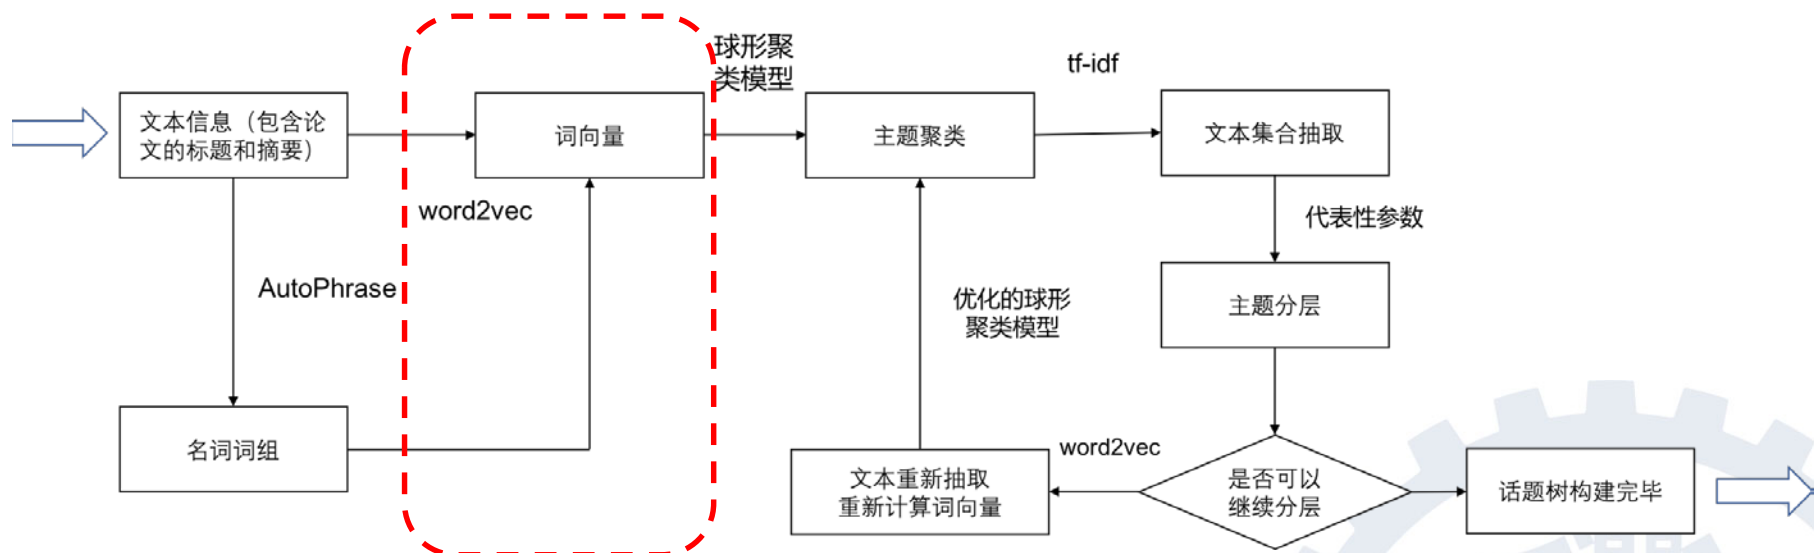 球形聚
类模型
tf-idf
文本信息（包含论
文的标题和摘要）
词向量
主题聚类
文本集合抽取
word2vec
代表性参数
AutoPhrase
优化的球形
聚类模型
主题分层
名词词组
word2vec
文本重新抽取
重新计算词向量
是否可以
继续分层
话题树构建完毕